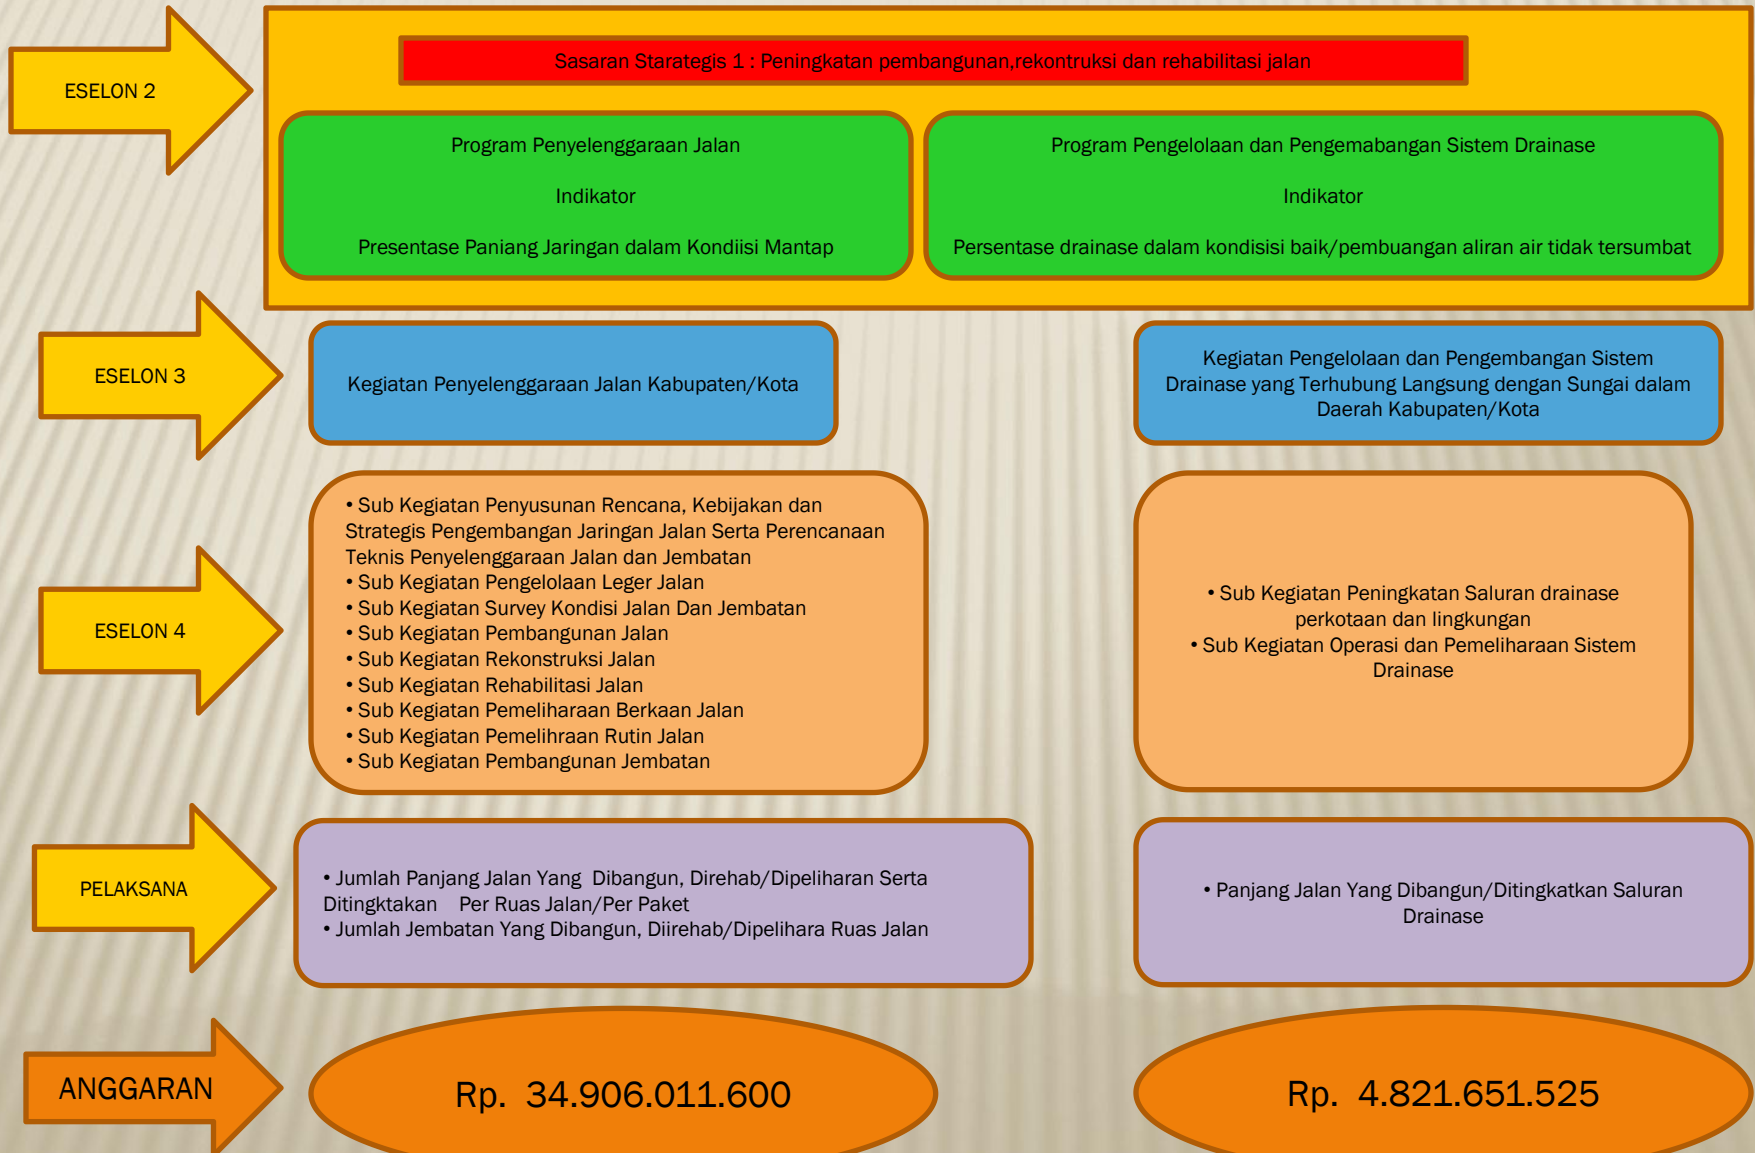 ESELON 2
Sasaran Starategis 1 : Peningkatan pembangunan,rekontruksi dan rehabilitasi jalan
Program Penyelenggaraan Jalan
Indikator
Presentase Paniang Jaringan dalam Kondiisi Mantap
Program Pengelolaan dan Pengemabangan Sistem Drainase
Indikator
Persentase drainase dalam kondisisi baik/pembuangan aliran air tidak tersumbat
ESELON 3
Kegiatan Penyelenggaraan Jalan Kabupaten/Kota
Kegiatan Pengelolaan dan Pengembangan Sistem
Drainase yang Terhubung Langsung dengan Sungai dalam
Daerah Kabupaten/Kota
ESELON 4
• Sub Kegiatan Penyusunan Rencana, Kebijakan dan
Strategis Pengembangan Jaringan Jalan Serta Perencanaan
Teknis Penyelenggaraan Jalan dan Jembatan
• Sub Kegiatan Pengelolaan Leger Jalan
• Sub Kegiatan Survey Kondisi Jalan Dan Jembatan
• Sub Kegiatan Pembangunan Jalan
• Sub Kegiatan Rekonstruksi Jalan
• Sub Kegiatan Rehabilitasi Jalan
• Sub Kegiatan Pemeliharaan Berkaan Jalan
• Sub Kegiatan Pemelihraan Rutin Jalan
• Sub Kegiatan Pembangunan Jembatan
• Sub Kegiatan Peningkatan Saluran drainase
perkotaan dan lingkungan
• Sub Kegiatan Operasi dan Pemeliharaan Sistem
Drainase
PELAKSANA
• Jumlah Panjang Jalan Yang Dibangun, Direhab/Dipeliharan Serta
Ditingktakan Per Ruas Jalan/Per Paket
• Jumlah Jembatan Yang Dibangun, Diirehab/Dipelihara Ruas Jalan
• Panjang Jalan Yang Dibangun/Ditingkatkan Saluran
Drainase
ANGGARAN
Rp. 34.906.011.600
Rp. 4.821.651.525